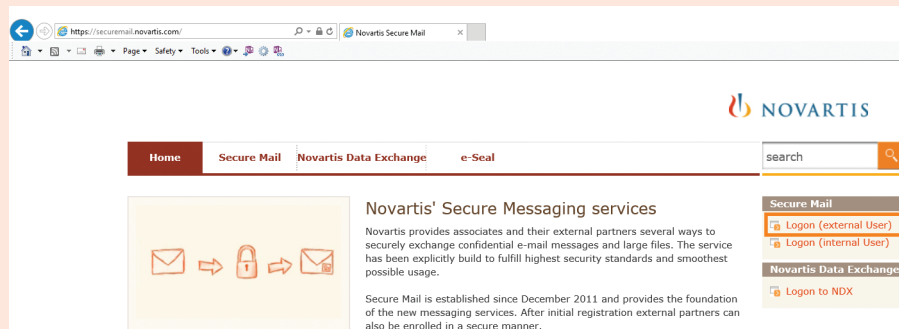 https://securemail.novartis.com/
Novartis Secure Mail
Page Safety Tools
NOVARTIS
Home Secure Mail Novartis Data Exchange e-Seal
search
Novartis' Secure Messaging services
Novartis provides associates and their external partners several ways to
securely exchange confidential e-mail messages and large files. The service
has been explicitly build to fulfill highest security standards and smoothest
possible usage.
Secure Mail is established since December 2011 and provides the foundation
of the new messaging services. After initial registration external partners can
also be enrolled in a secure manner.
Secure Mail
Logon (external User)
Logon (internal User)
Novartis Data Exchange
Logon to NDX